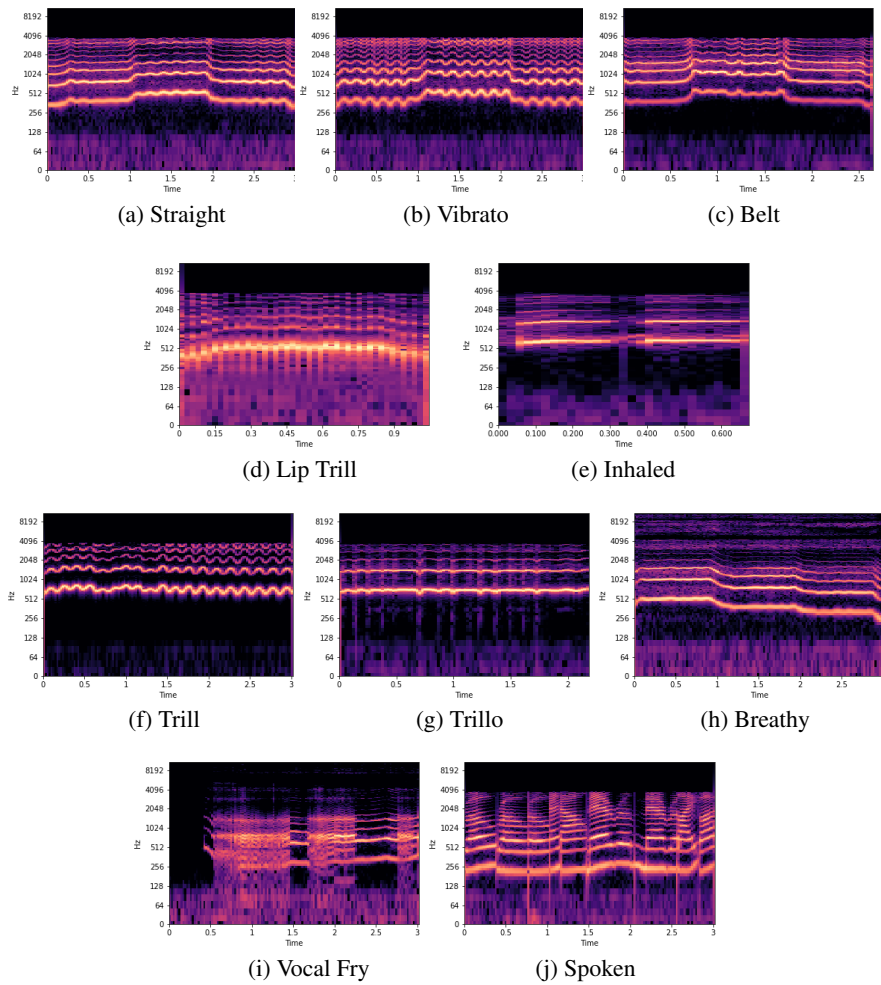 8192 4096 2048 1024 512 256 128 64 0
Hz
0 0.5 1 1.5 2 2.5
Time
(a) Straight
8192 4096 2048 1024 512 256 128 64 0
Hz
0 0.5 1 1.5 2 2.5
Time
(b) Vibrato
8192 4096 2048 1024 512 256 128 64 0
Hz
0 0.5 1 1.5 2 2.5
Time
(c) Belt
8192 4096 2048 1024 512 256 128 64 0
Hz
0 0.15 0.3 0.45 0.6 0.75 0.9
Time
(d) Lip Trill
8192 4096 2048 1024 512 256 128 64 0
Hz
0.000 0.100 0.200 0.300 0.400 0.500 0.600
Time
(e) Inhaled
8192 4096 2048 1024 512 256 128 64 0
Hz
0 0.5 1 1.5 2 2.5 3
Time
(f) Trill
8192 4096 2048 1024 512 256 128 64 0
Hz
0 0.5 1 1.5 2
Time
(g) Trillo
8192 4096 2048 1024 512 256 128 64 0
Hz
0 0.5 1 1.5 2 2.5
Time
(h) Breathy
8192 4096 2048 1024 512 256 128 64 0
Hz
0 0.5 1 1.5 2 2.5 3
Time
(i) Vocal Fry
8192 4096 2048 1024 512 256 128 64 0
Hz
0 0.5 1 1.5 2 2.5 3
Time
(j) Spoken